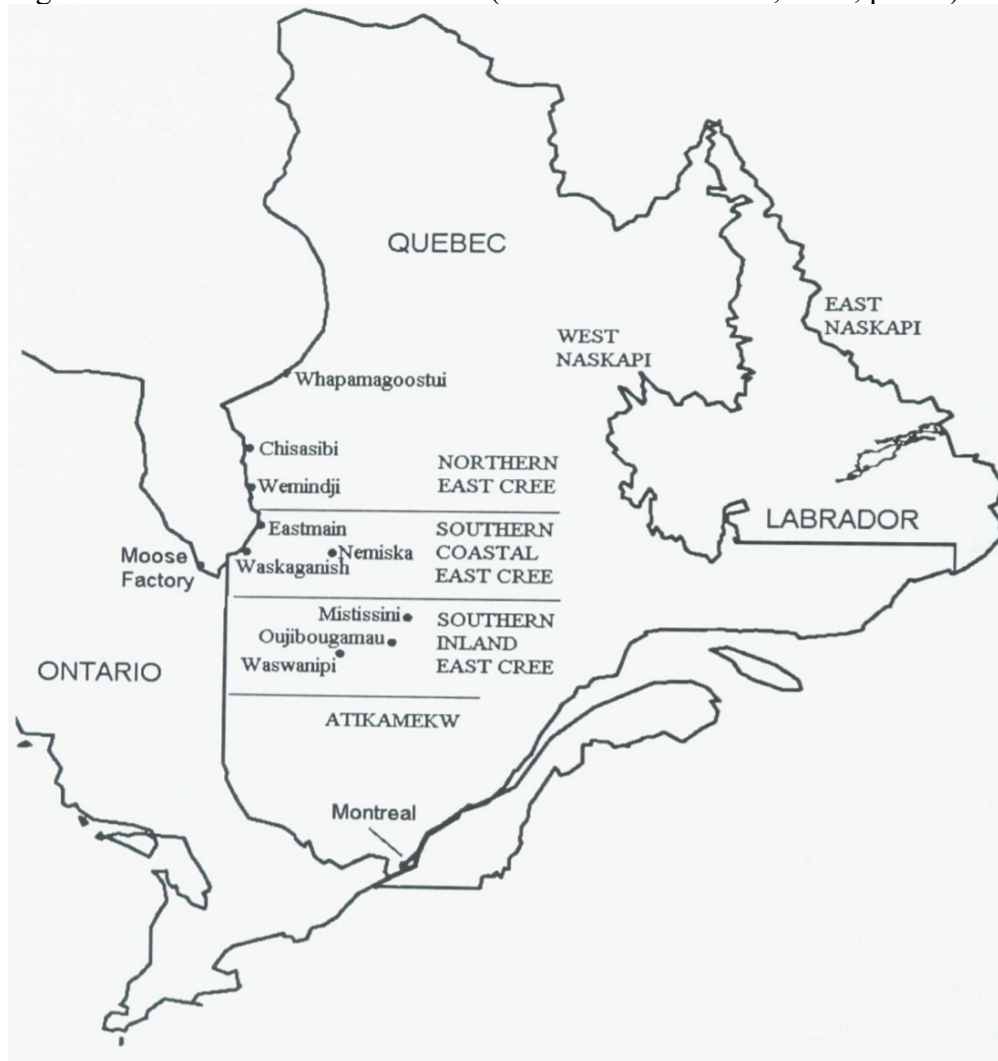 QUEBEC
EAST
NASKAPI
WEST
NASKAPI
Whapamagoostui
Chisasibi
NORTHERN
EAST CREE
Wemindji
Eastmain
SOUTHERN
COASTAL
EAST CREE
LABRADOR
Nemiska
Waskaganish
Moose
Factory
Mistissini
SOUTHERN
INLAND
EAST CREE
Oujibougamau
Waswanipi
ONTARIO
ATIKAMEKW
Montreal